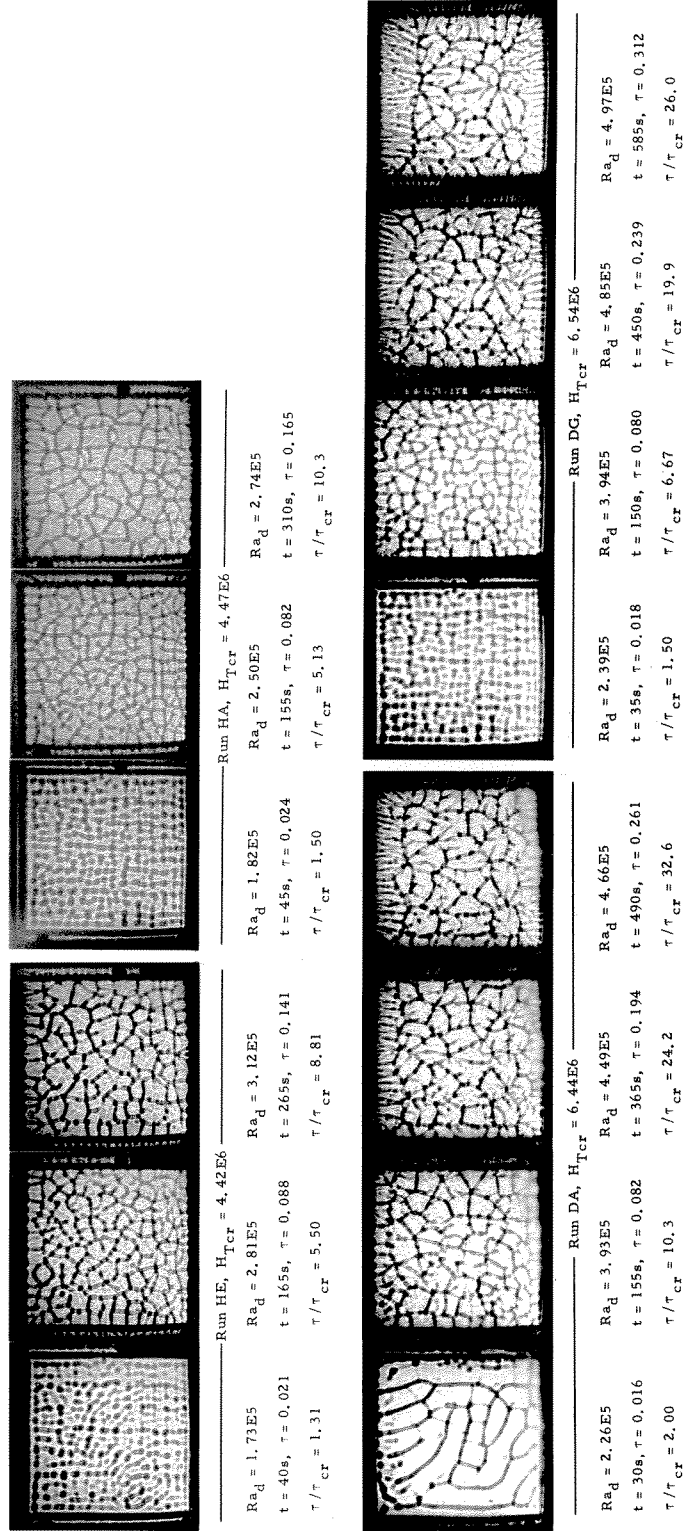 Run HE, H_Tcr = 4.42E6
Ra_d = 1.73E5
t = 40s, τ = 0.021
τ/τ_cr = 1.31
Ra_d = 2.81E5
t = 165s, τ = 0.088
τ/τ_cr = 5.50
Ra_d = 3.12E5
t = 265s, τ = 0.141
τ/τ_cr = 8.81
Run HA, H_Tcr = 4.47E6
Ra_d = 1.82E5
t = 45s, τ = 0.024
τ/τ_cr = 1.50
Ra_d = 2.50E5
t = 155s, τ = 0.082
τ/τ_cr = 5.13
Ra_d = 2.74E5
t = 310s, τ = 0.165
τ/τ_cr = 10.3
Run DA, H_Tcr = 6.44E6
Ra_d = 2.26E5
t = 30s, τ = 0.016
τ/τ_cr = 2.00
Ra_d = 3.93E5
t = 155s, τ = 0.082
τ/τ_cr = 10.3
Ra_d = 4.49E5
t = 365s, τ = 0.194
τ/τ_cr = 24.2
Ra_d = 4.66E5
t = 490s, τ = 0.261
τ/τ_cr = 32.6
Run DG, H_Tcr = 6.54E6
Ra_d = 2.39E5
t = 35s, τ = 0.018
τ/τ_cr = 1.50
Ra_d = 3.94E5
t = 150s, τ = 0.080
τ/τ_cr = 6.67
Ra_d = 4.85E5
t = 450s, τ = 0.239
τ/τ_cr = 19.9
Ra_d = 4.97E5
t = 585s, τ = 0.312
τ/τ_cr = 26.0